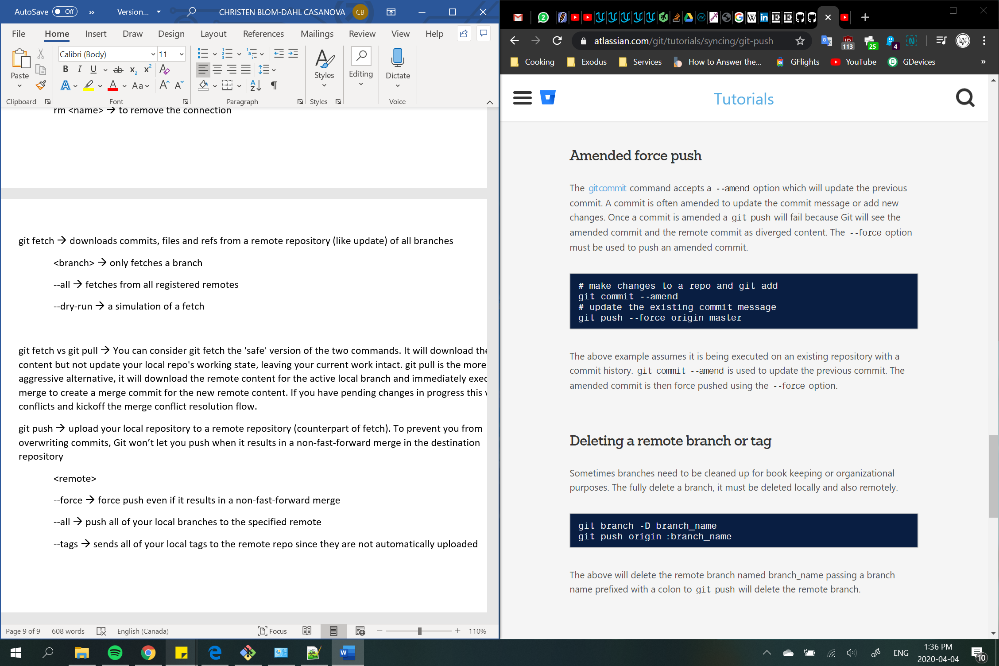 AutoSave Off Version... CHRISTEN BLOM-DAHL CASANOVA CB
File Home Insert Draw Design Layout References Mailings Review View Help
Calibri (Body) 11
Paste Styles Editing Dictate
Clipboard Font Paragraph Styles Voice
rm <name> → to remove the connection
git fetch → downloads commits, files and refs from a remote repository (like update) of all branches
<branch> → only fetches a branch
--all → fetches from all registered remotes
--dry-run → a simulation of a fetch
git fetch vs git pull → You can consider git fetch the 'safe' version of the two commands. It will download the
content but not update your local repo's working state, leaving your current work intact. git pull is the more
aggressive alternative, it will download the remote content for the active local branch and immediately exec
merge to create a merge commit for the new remote content. If you have pending changes in progress this
conflicts and kickoff the merge conflict resolution flow.
git push → upload your local repository to a remote repository (counterpart of fetch). To prevent you from
overwriting commits, Git won’t let you push when it results in a non-fast-forward merge in the destination
repository
<remote>
--force → force push even if it results in a non-fast-forward merge
--all → push all of your local branches to the specified remote
--tags → sends all of your local tags to the remote repo since they are not automatically uploaded
Page 9 of 9 608 words English (Canada) Focus 110%
atlassian.com/git/tutorials/syncing/git-push 113 25 4
Cooking Exodus Services How to Answer the... GFlights YouTube GDevices »
Tutorials
Amended force push
The git commit command accepts a --amend option which will update the previous
commit. A commit is often amended to update the commit message or add new
changes. Once a commit is amended a git push will fail because Git will see the
amended commit and the remote commit as diverged content. The --force option
must be used to push an amended commit.
# make changes to a repo and git add
git commit --amend
# update the existing commit message
git push --force origin master
The above example assumes it is being executed on an existing repository with a
commit history. git commit --amend is used to update the previous commit. The
amended commit is then force pushed using the --force option.
Deleting a remote branch or tag
Sometimes branches need to be cleaned up for book keeping or organizational
purposes. The fully delete a branch, it must be deleted locally and also remotely.
git branch -D branch_name
git push origin :branch_name
The above will delete the remote branch named branch_name passing a branch
name prefixed with a colon to git push will delete the remote branch.
ENG 1:36 PM
2020-04-04 10